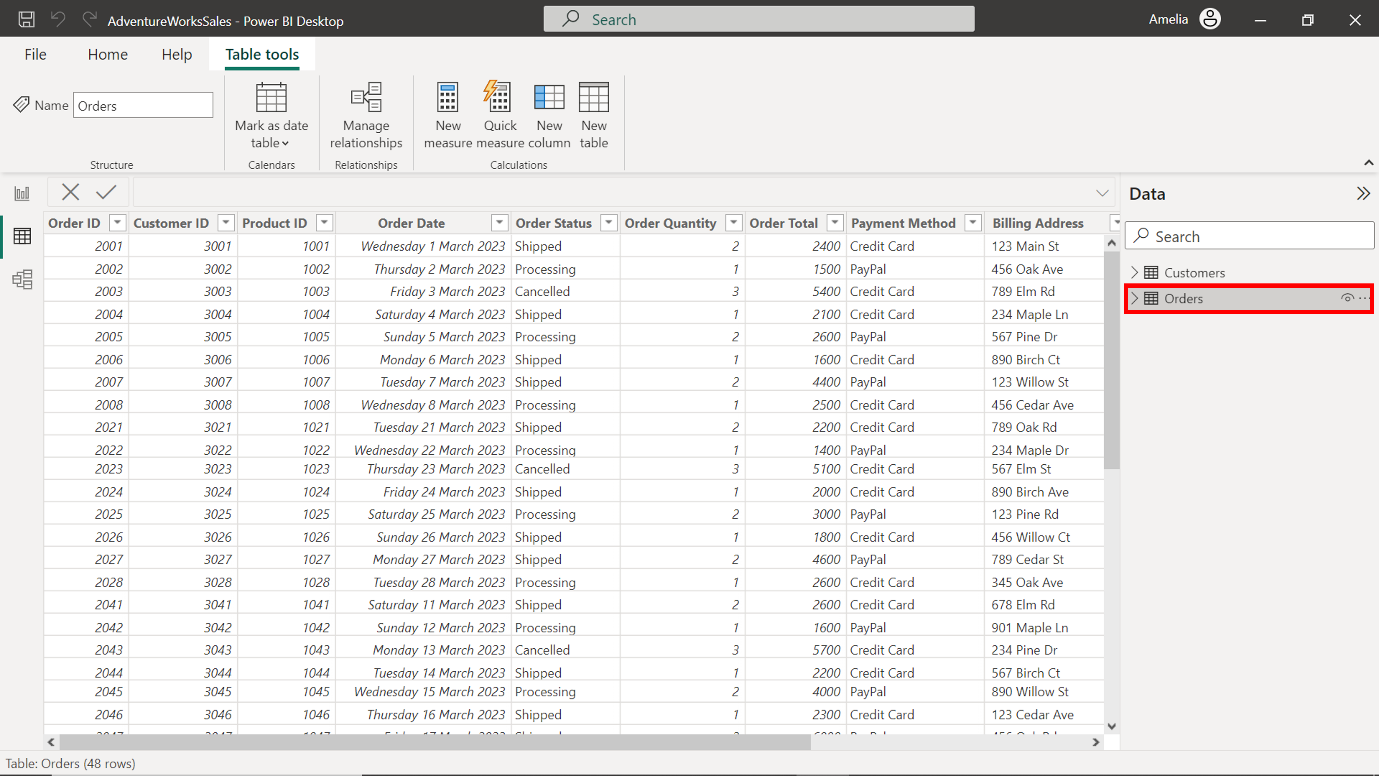 AdventureWorksSales - Power BI Desktop Search Amelia
File Home Help Table tools
Name Orders
Mark as date table
Manage relationships
New measure
Quick measure
New column
New table
Structure Calendars Relationships Calculations
Data
Search
Customers
Orders
Order ID Customer ID Product ID Order Date Order Status Order Quantity Order Total Payment Method Billing Address
2001 3001 1001 Wednesday 1 March 2023 Shipped 2 2400 Credit Card 123 Main St
2002 3002 1002 Thursday 2 March 2023 Processing 1 1500 PayPal 456 Oak Ave
2003 3003 1003 Friday 3 March 2023 Cancelled 3 5400 Credit Card 789 Elm Rd
2004 3004 1004 Saturday 4 March 2023 Shipped 1 2100 Credit Card 234 Maple Ln
2005 3005 1005 Sunday 5 March 2023 Processing 2 2600 PayPal 567 Pine Dr
2006 3006 1006 Monday 6 March 2023 Shipped 1 1600 Credit Card 890 Birch Ct
2007 3007 1007 Tuesday 7 March 2023 Shipped 2 4400 PayPal 123 Willow St
2008 3008 1008 Wednesday 8 March 2023 Processing 1 2500 Credit Card 456 Cedar Ave
2021 3021 1021 Tuesday 21 March 2023 Shipped 2 2200 Credit Card 789 Oak Rd
2022 3022 1022 Wednesday 22 March 2023 Processing 1 1400 PayPal 234 Maple Dr
2023 3023 1023 Thursday 23 March 2023 Cancelled 3 5100 Credit Card 567 Elm St
2024 3024 1024 Friday 24 March 2023 Shipped 1 2000 Credit Card 890 Birch Ave
2025 3025 1025 Saturday 25 March 2023 Processing 2 3000 PayPal 123 Pine Rd
2026 3026 1026 Sunday 26 March 2023 Shipped 1 1800 Credit Card 456 Willow Ct
2027 3027 1027 Monday 27 March 2023 Shipped 2 4600 PayPal 789 Cedar St
2028 3028 1028 Tuesday 28 March 2023 Processing 1 2600 Credit Card 345 Oak Ave
2041 3041 1041 Saturday 11 March 2023 Shipped 2 2600 Credit Card 678 Elm Rd
2042 3042 1042 Sunday 12 March 2023 Processing 1 1600 PayPal 901 Maple Ln
2043 3043 1043 Monday 13 March 2023 Cancelled 3 5700 Credit Card 234 Pine Dr
2044 3044 1044 Tuesday 14 March 2023 Shipped 1 2200 Credit Card 567 Birch Ct
2045 3045 1045 Wednesday 15 March 2023 Processing 2 4000 PayPal 890 Willow St
2046 3046 1046 Thursday 16 March 2023 Shipped 1 2300 Credit Card 123 Cedar Ave
Table: Orders (48 rows)